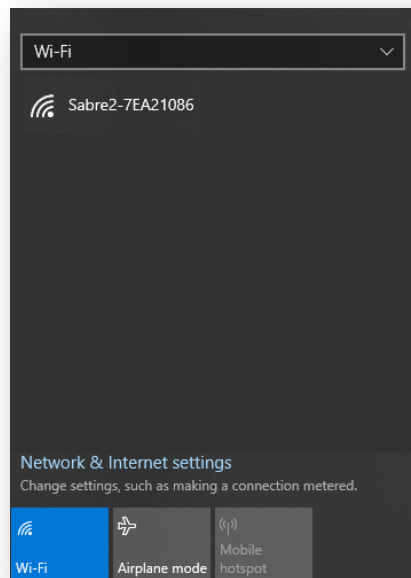 Wi-Fi
Sabre2-7EA21086
Network & Internet settings
Change settings, such as making a connection metered.
Wi-Fi
Airplane mode
Mobile
hotspot